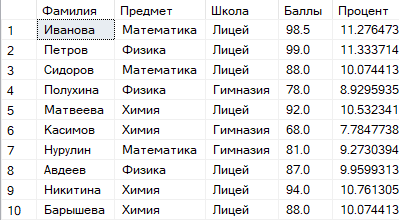 Фамилия Предмет Школа Баллы Процент
1 Иванова Математика Лицей 98.5 11.276473
2 Петров Физика Лицей 99.0 11.333714
3 Сидоров Математика Лицей 88.0 10.074413
4 Полухина Физика Гимназия 78.0 8.9295935
5 Матвеева Химия Лицей 92.0 10.532341
6 Касимов Химия Гимназия 68.0 7.7847738
7 Нурулин Математика Гимназия 81.0 9.2730394
8 Авдеев Физика Лицей 87.0 9.9599313
9 Никитина Химия Лицей 94.0 10.761305
10 Барышева Химия Лицей 88.0 10.074413